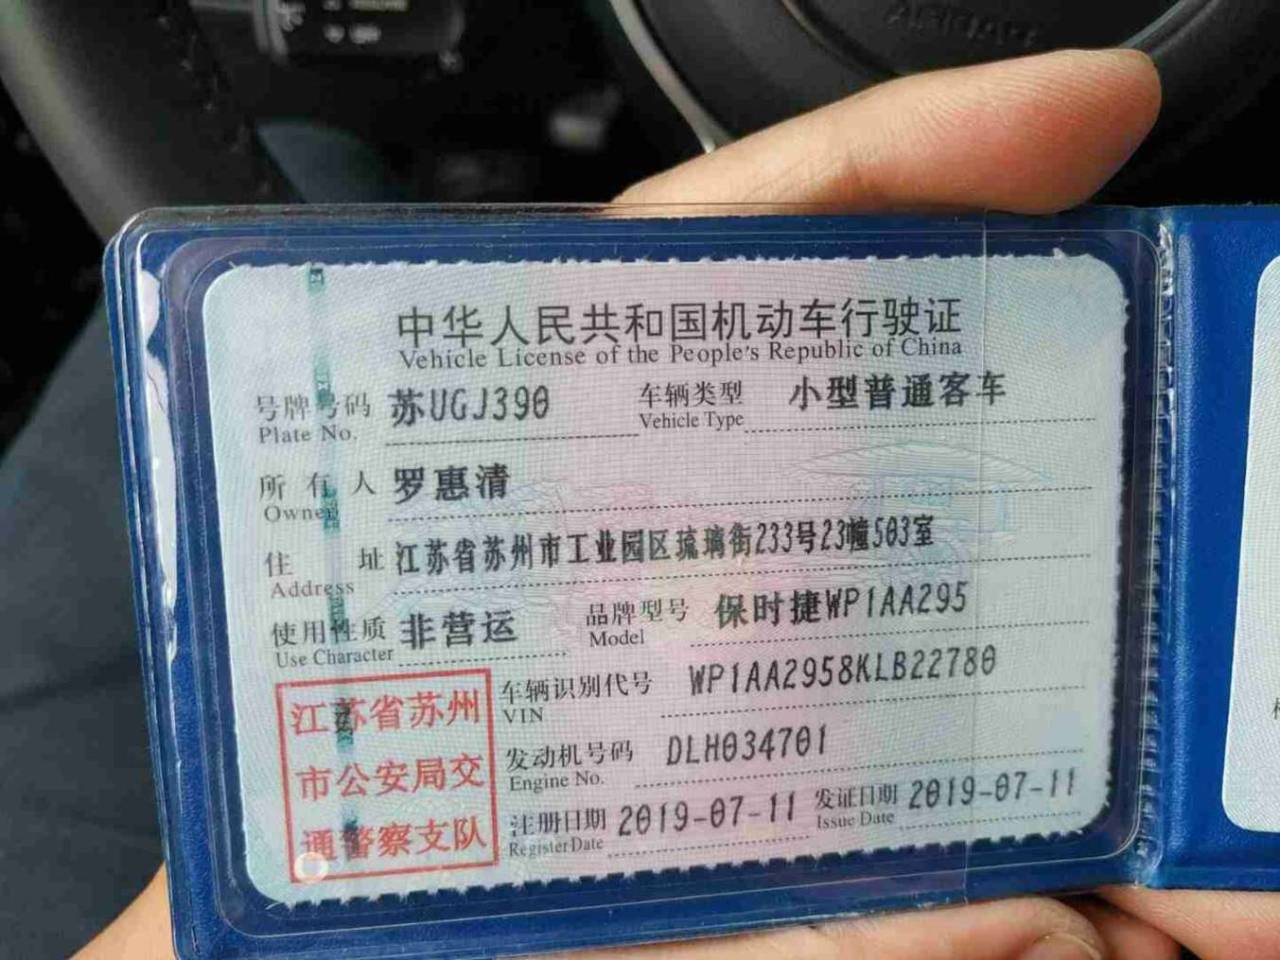 中华人民共和国机动车行驶证
Vehicle License of the People's Republic of China
号牌号码 苏UGJ390 车辆类型 小型普通客车
Plate No. Vehicle Type
所有人 罗惠清
Owner
住址 江苏省苏州市工业园区琉璃街233号23幢503室
Address
使用性质 非营运 品牌型号 保时捷WP1AA295
Use Character Model
车辆识别代号 WP1AA2958KLB22780
VIN
发动机号码 DLH034701
Engine No.
注册日期 2019-07-11 发证日期 2019-07-11
Register Date Issue Date
江苏省苏州
市公安局交
通警察支队